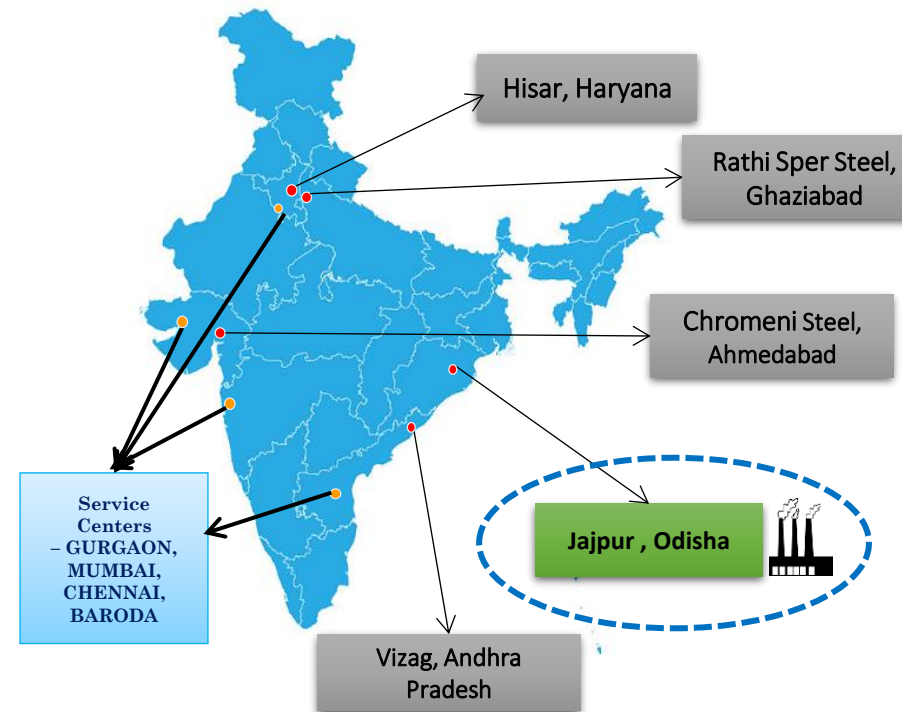 Hisar, Haryana
Rathi Sper Steel,
Ghaziabad
Chromeni Steel,
Ahmedabad
Service
Centers
– GURGAON,
MUMBAI,
CHENNAI,
BARODA
Jajpur , Odisha
Vizag, Andhra
Pradesh